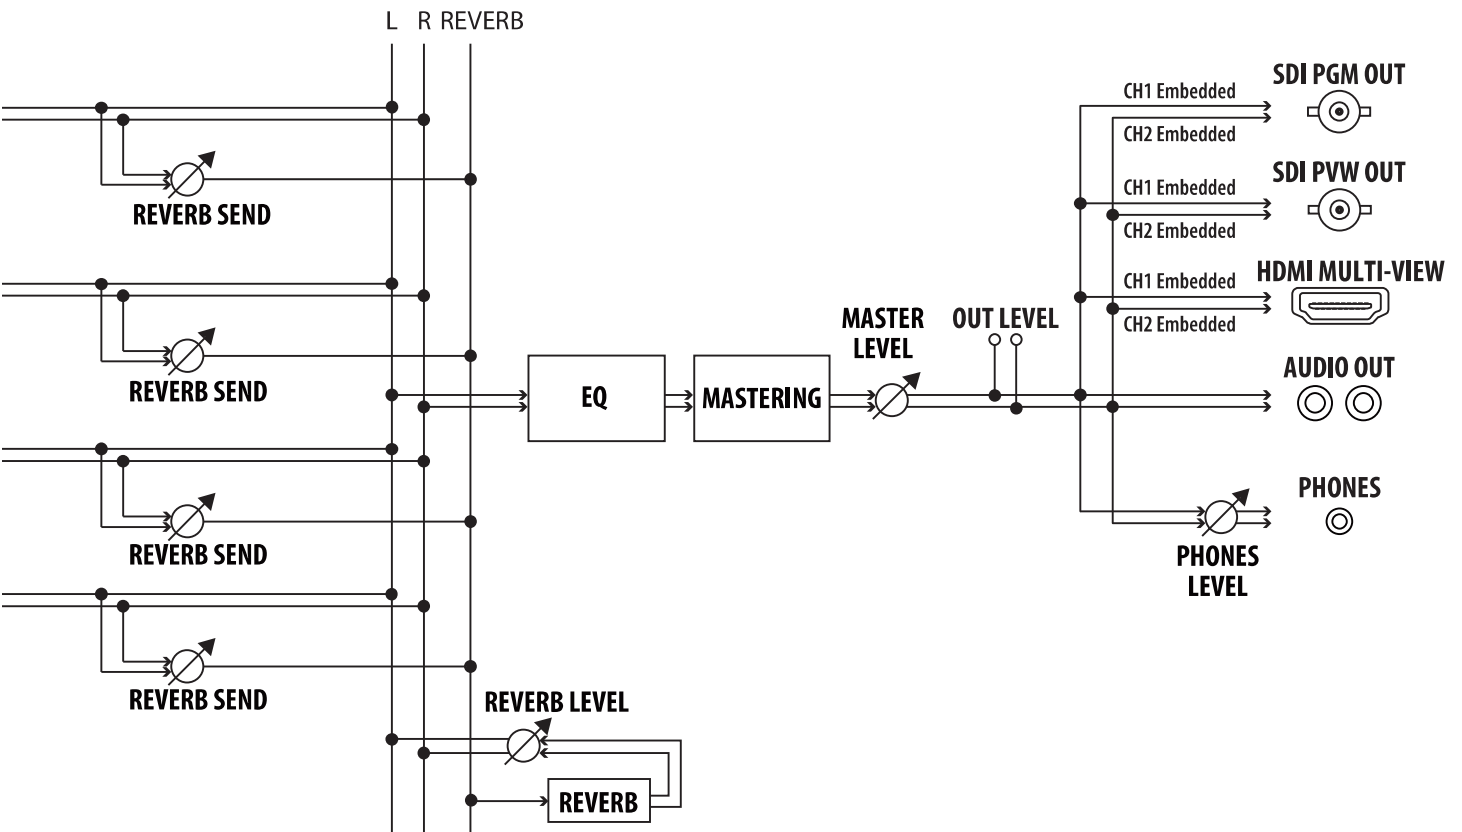 L R REVERB
REVERB SEND
REVERB SEND
REVERB SEND
REVERB SEND
REVERB LEVEL
REVERB
EQ
MASTERING
MASTER
LEVEL
OUT LEVEL
CH1 Embedded
CH2 Embedded
SDI PGM OUT
CH1 Embedded
CH2 Embedded
SDI PVW OUT
CH1 Embedded
CH2 Embedded
HDMI MULTI-VIEW
AUDIO OUT
PHONES
PHONES
LEVEL